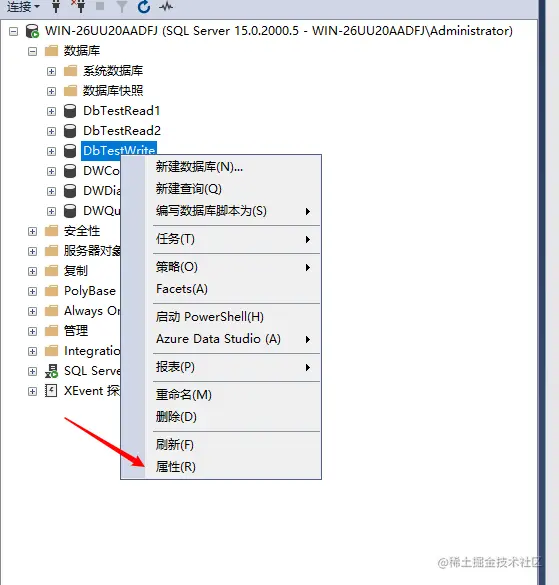 连接
WIN-26UU20AADFJ (SQL Server 15.0.2000.5 - WIN-26UU20AADFJ\Administrator)
数据库
系统数据库
数据库快照
DbTestRead1
DbTestRead2
DbTestWrite
DWCo
DWDia
DWQu
安全性
服务器对象
复制
PolyBase
Always On
管理
Integration
SQL Serve
XEvent 探
新建数据库(N)...
新建查询(Q)
编写数据库脚本为(S)
任务(T)
策略(O)
Facets(A)
启动 PowerShell(H)
Azure Data Studio (A)
报表(P)
重命名(M)
删除(D)
刷新(F)
属性(R)
@稀土掘金技术社区